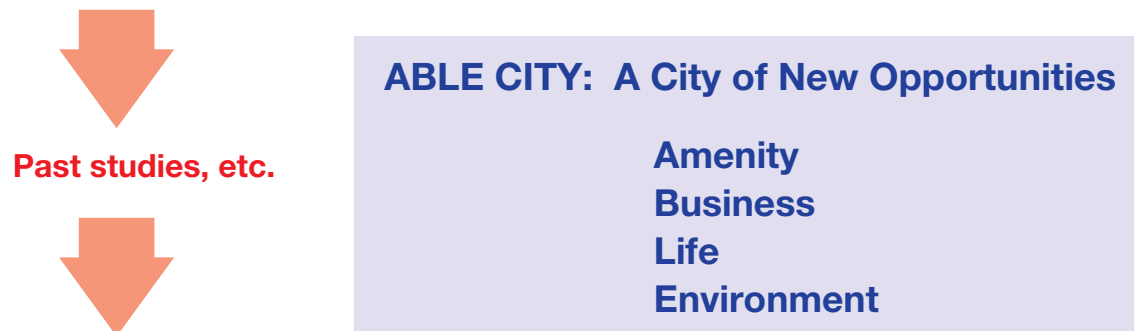 ABLE CITY: A City of New Opportunities
Past studies, etc.
Amenity
Business
Life
Environment